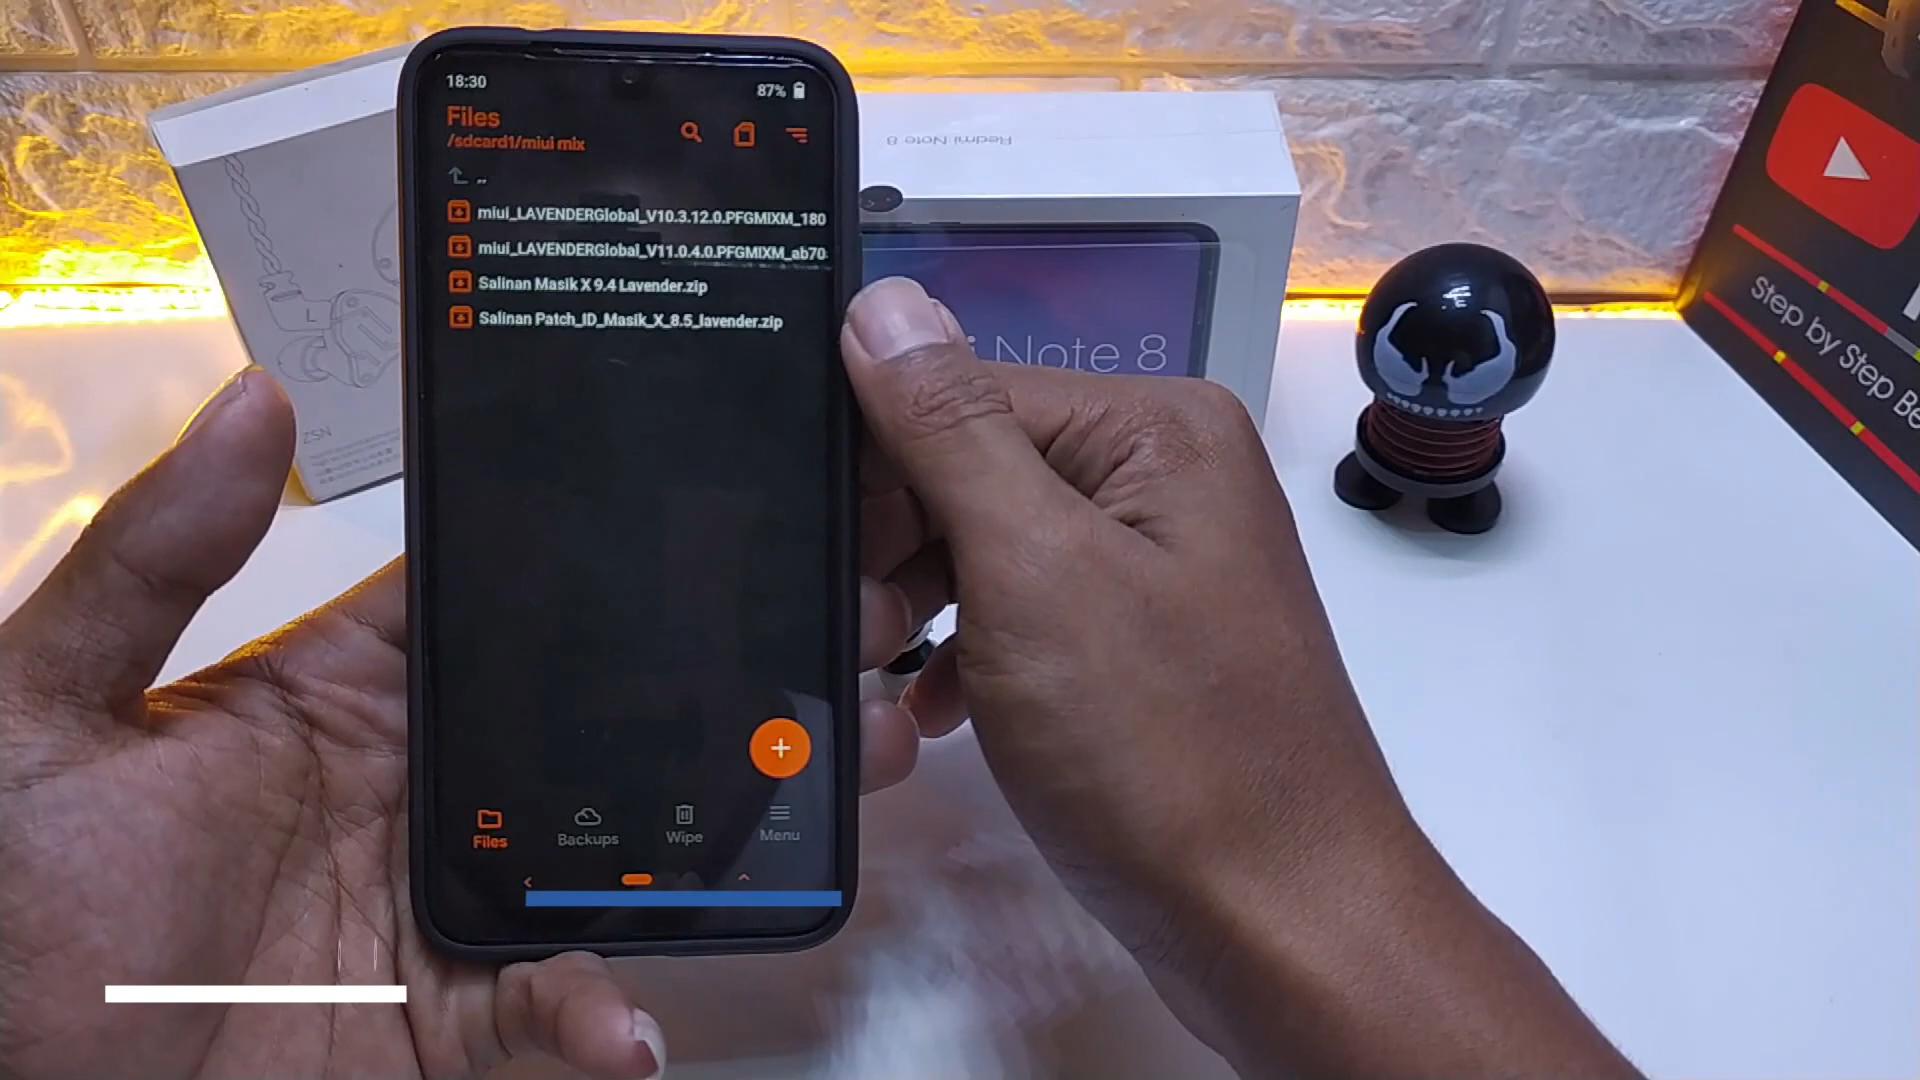 18:30
87%
Files
/sdcard1/miui mix
..
miui_LAVENDERGlobal_V10.3.12.0.PFGMIXM_180
miui_LAVENDERGlobal_V11.0.4.0.PFGMIXM_ab70
Salinan Masik X 9.4 Lavender.zip
Salinan Patch_ID_Masik_X_8.5_lavender.zip
Files
Backups
Wipe
Menu
Redmi Note 8
Note 8
L
ZSN
Step by Step Be